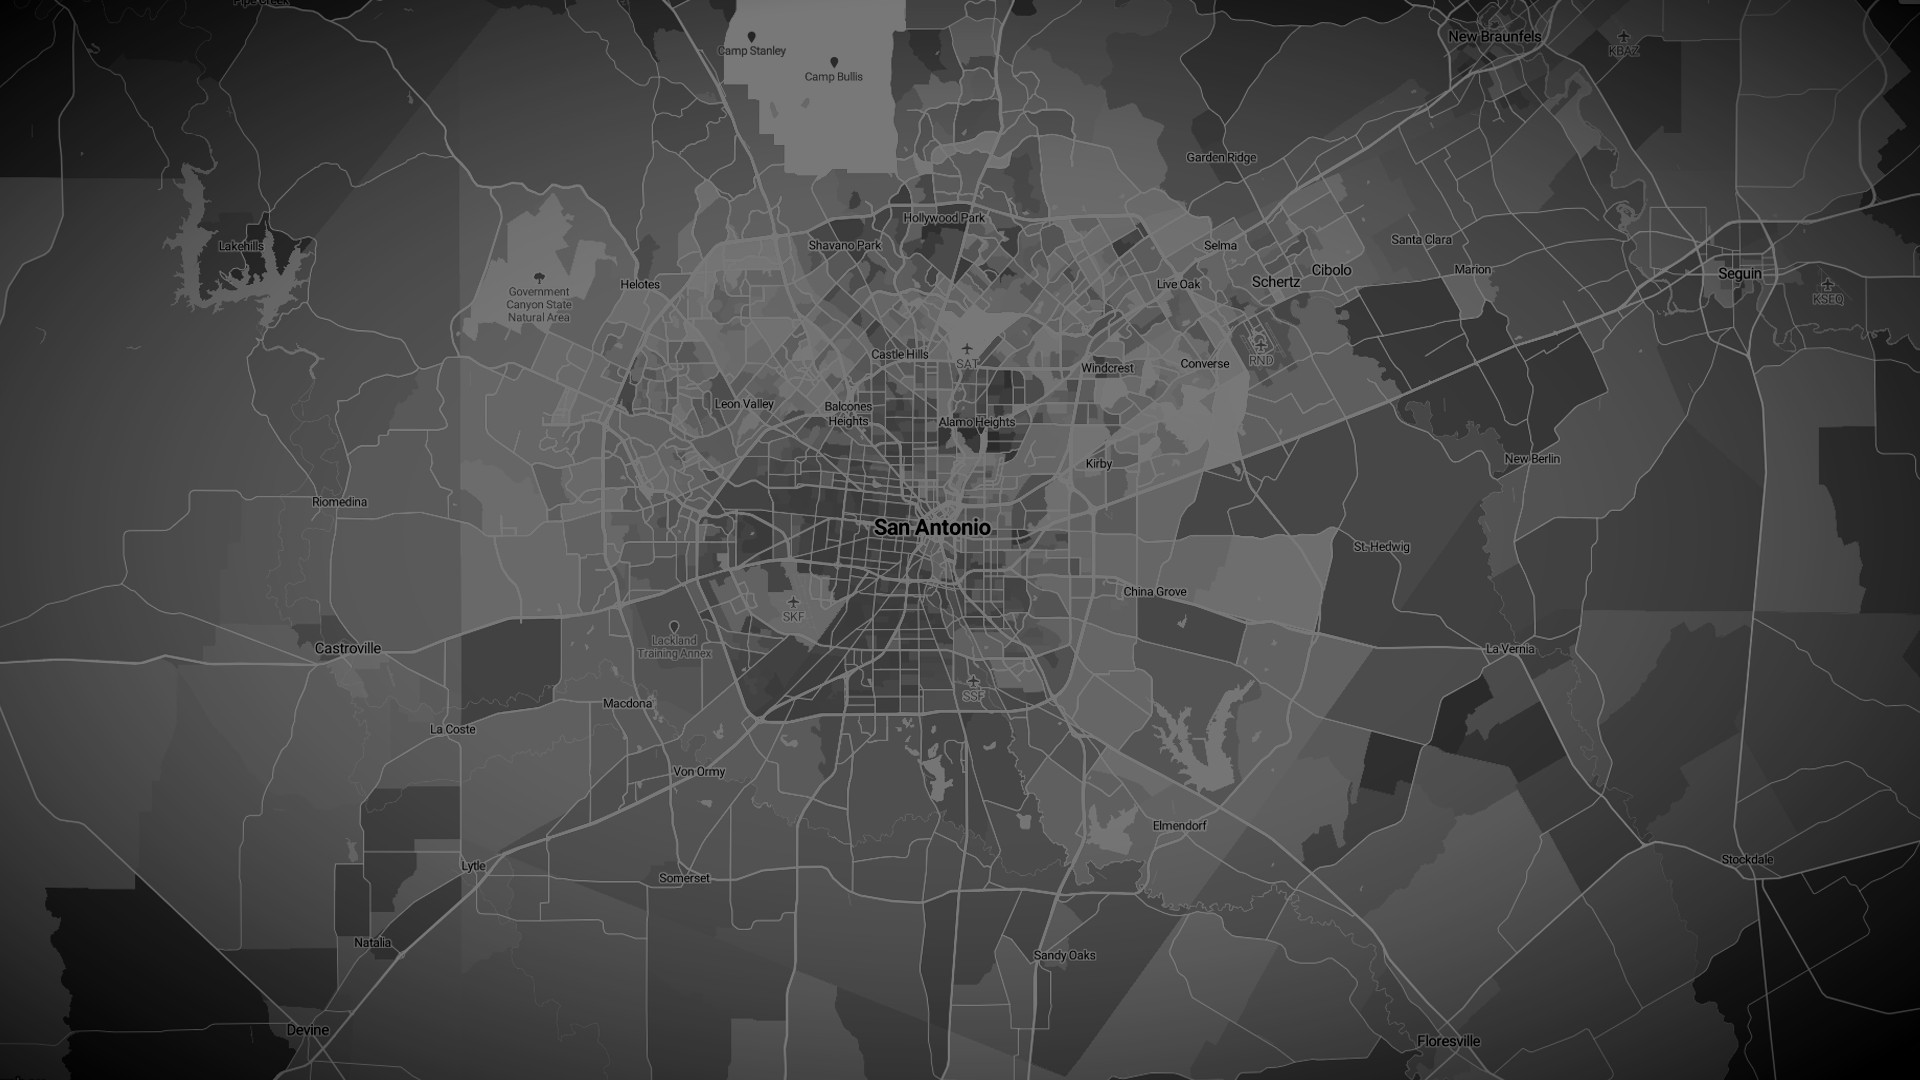 Pipe Creek
Camp Stanley
Camp Bullis
New Braunfels
KBAZ
Garden Ridge
Hollywood Park
Lakehills
Shavano Park
Selma
Santa Clara
Cibolo
Marion
Seguin
Helotes
Live Oak
Schertz
KSEQ
Government
Canyon State
Natural Area
Castle Hills
SAT
Windcrest
Converse
RND
Leon Valley
Balcones
Heights
Alamo Heights
Kirby
New Berlin
Riomedina
San Antonio
St. Hedwig
China Grove
SKF
Castroville
Lackland
Training Annex
La Vernia
SSF
Macdona
La Coste
Von Ormy
Elmendorf
Lytle
Somerset
Stockdale
Natalia
Sandy Oaks
Devine
Floresville